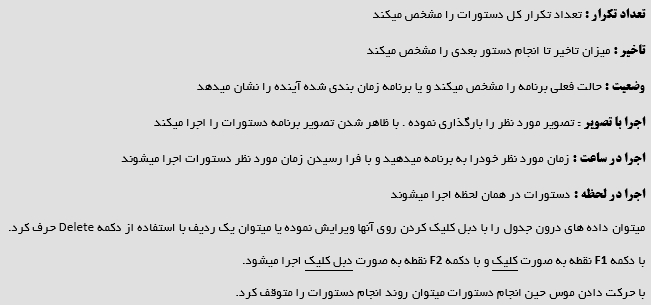 تعداد تکرار : تعداد تکرار کل دستورات را مشخص میکند
تاخیر : میزان تاخیر تا انجام دستور بعدی را مشخص میکند
وضعیت : حالت فعلی برنامه را مشخص میکند و یا برنامه زمان بندی شده آینده را نشان میدهد
اجرا با تصویر : تصویر مورد نظر را بارگذاری نموده . با ظاهر شدن تصویر برنامه دستورات را اجرا میکند
اجرا در ساعت : زمان مورد نظر خودرا به برنامه میدهید و با فرا رسیدن زمان مورد نظر دستورات اجرا میشوند
اجرا در لحظه : دستورات در همان لحظه اجرا میشوند
میتوان داده های درون جدول را با دبل کلیک کردن روی آنها ویرایش نموده یا میتوان یک ردیف با استفاده از دکمه Delete حرف کرد.
با دکمه F1 نقطه به صورت کلیک و با دکمه F2 نقطه به صورت دبل کلیک اجرا میشود.
با حرکت دادن موس حین انجام دستورات میتوان روند انجام دستورات را متوقف کرد.